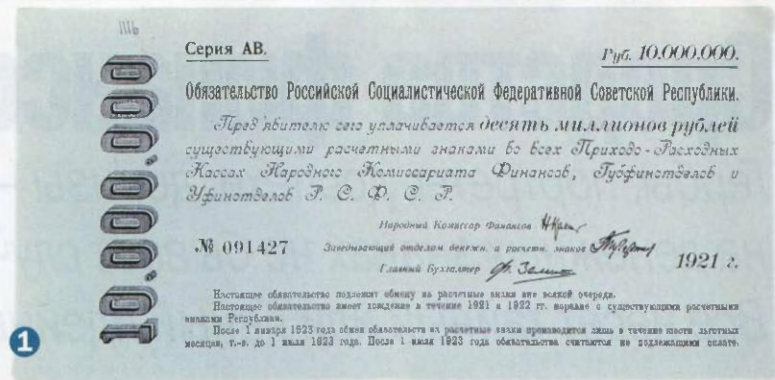 1116
Серия АВ.
Руб. 10.000.000.
Обязательство Российской Социалистической Федеративной Советской Республики.
Пред'явителю сего уплачивается десять миллионов рублей
существующими расчетными знаками во всех Приходо-Расходных
Кассах Народного Комиссариата Финансов, Губфинотделов и
Уфинотделов Р. С. Ф. С. Р.
Народный Комиссар Финансов
№ 091427
Заведывающий отделом денежн. и расчетн. знаков
Главный Бухгалтер
1921 г.
Настоящее обязательство подлежит обмену на расчетные знаки вне всякой очереди.
Настоящее обязательство имеет хождение в течение 1921 и 1922 гг. наравне с существующими расчетными
знаками Республики.
После 1 января 1923 года обмен обязательств на расчетные знаки производится лишь в течение шести льготных
месяцев, т.-е. до 1 июля 1923 года. После 1 июля 1923 года обязательства считаются не подлежащими оплате.
10.000.000
1